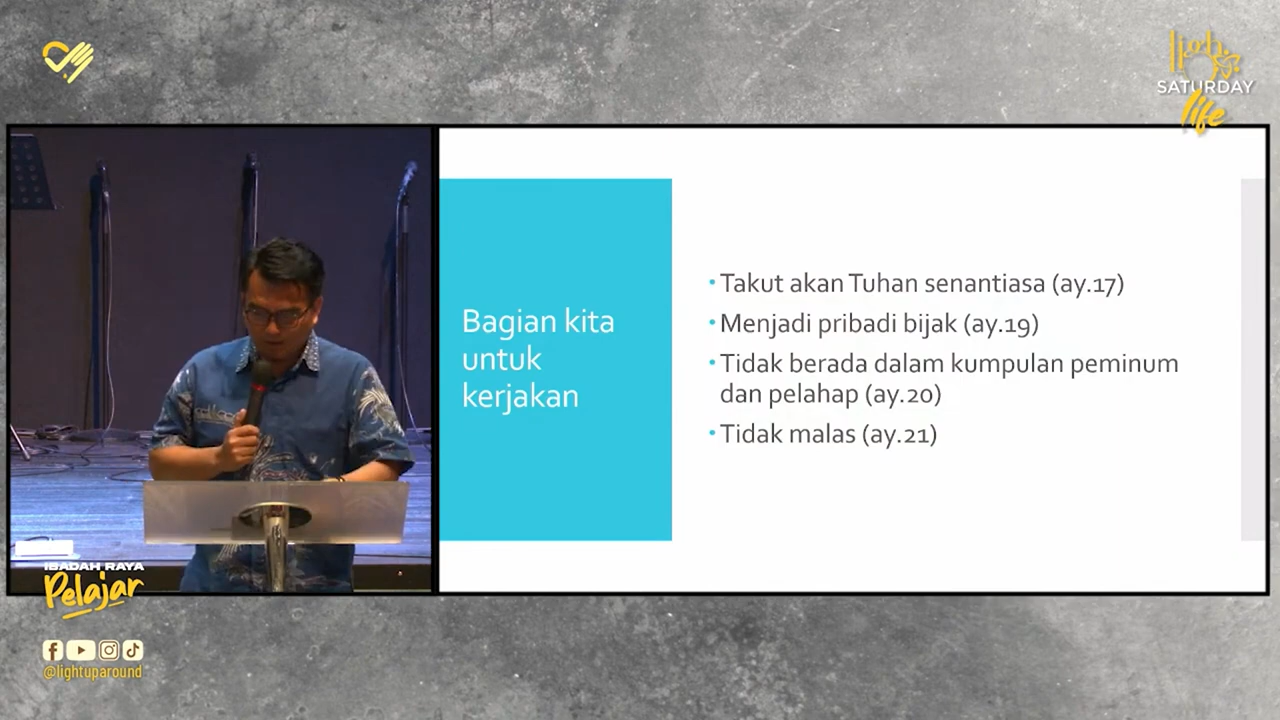 SATURDAY
life
Bagian kita
untuk
kerjakan
• Takut akan Tuhan senantiasa (ay.17)
• Menjadi pribadi bijak (ay.19)
• Tidak berada dalam kumpulan peminum
dan pelahap (ay.20)
• Tidak malas (ay.21)
IBADAH RAYA
Pelajar
@lightuparound